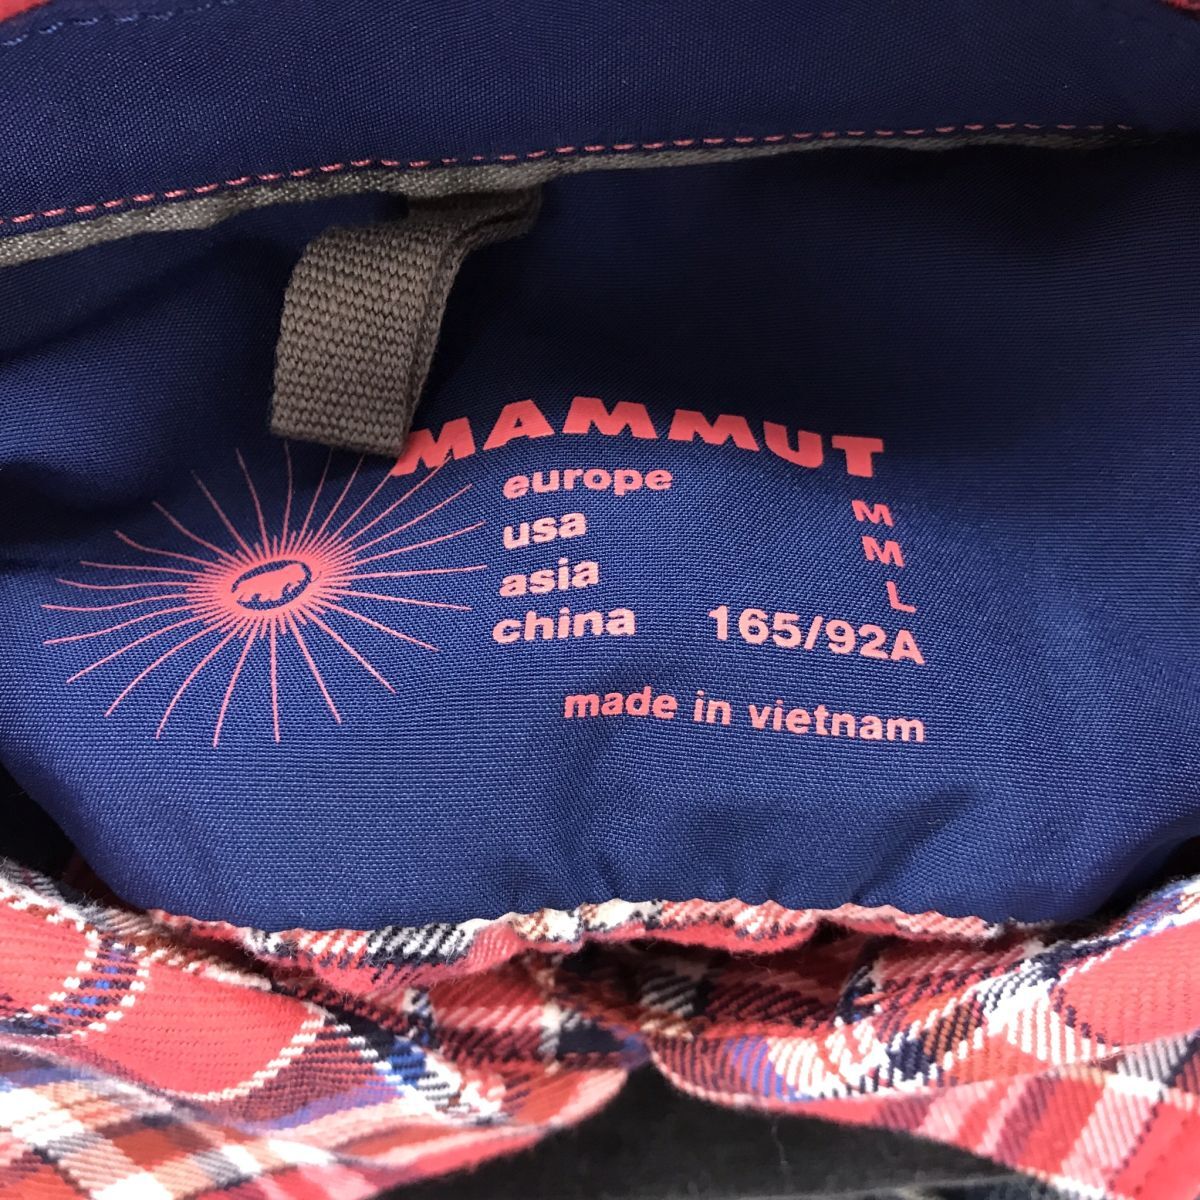 MAMMUT
europe M
usa M
asia L
china 165/92A
made in vietnam